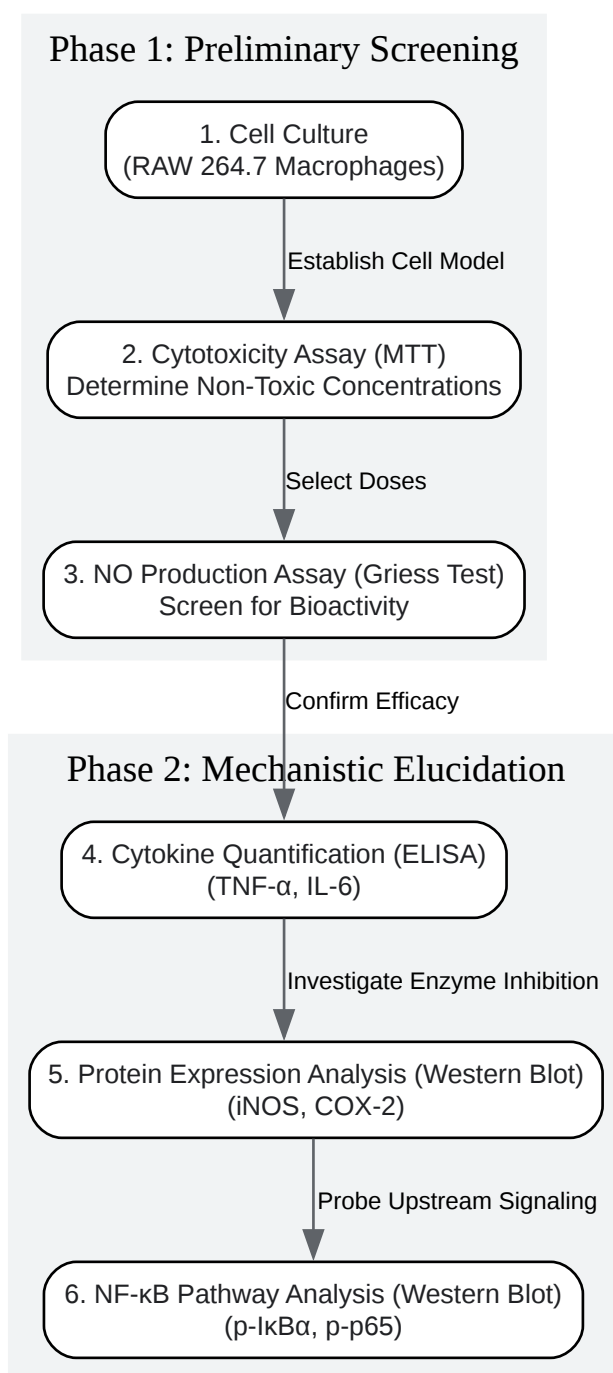 Phase 1: Preliminary Screening
1. Cell Culture
(RAW 264.7 Macrophages)
Establish Cell Model
2. Cytotoxicity Assay (MTT)
Determine Non-Toxic Concentrations
Select Doses
3. NO Production Assay (Griess Test)
Screen for Bioactivity
Confirm Efficacy
Phase 2: Mechanistic Elucidation
4. Cytokine Quantification (ELISA)
(TNF-α, IL-6)
Investigate Enzyme Inhibition
5. Protein Expression Analysis (Western Blot)
(iNOS, COX-2)
Probe Upstream Signaling
6. NF-κB Pathway Analysis (Western Blot)
(p-IκBα, p-p65)